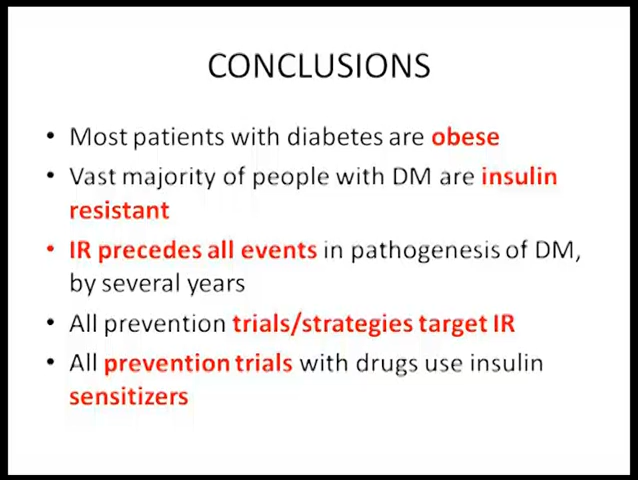 CONCLUSIONS
• Most patients with diabetes are obese
• Vast majority of people with DM are insulin
resistant
• IR precedes all events in pathogenesis of DM,
by several years
• All prevention trials/strategies target IR
• All prevention trials with drugs use insulin
sensitizers